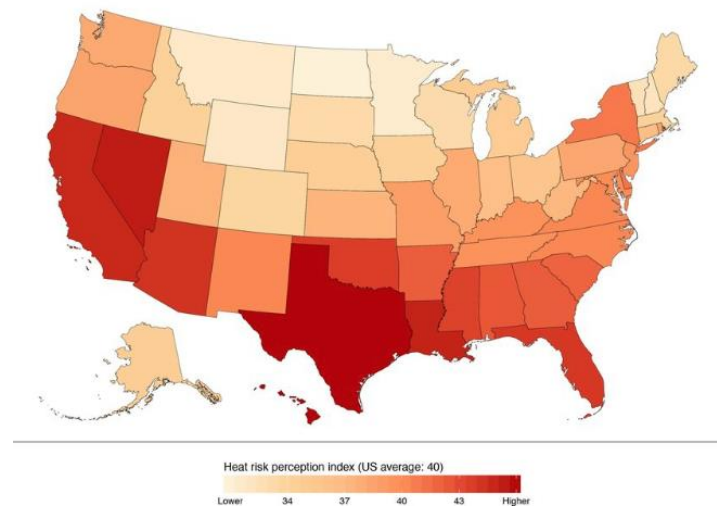 Heat risk perception index (US average: 40)
Lower 34 37 40 43 Higher